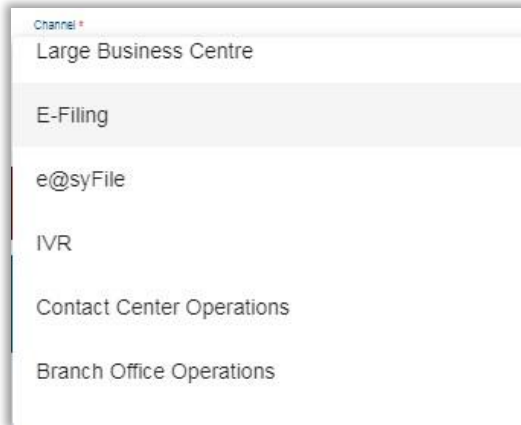 Channel *
Large Business Centre
E-Filing
e@syFile
IVR
Contact Center Operations
Branch Office Operations